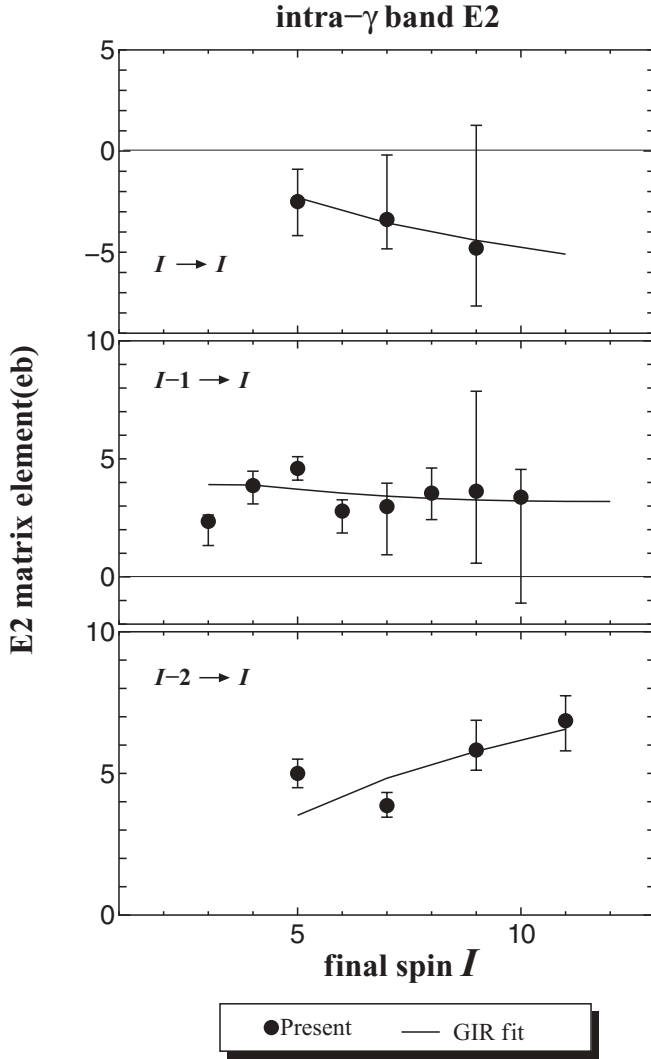 intra−γ band E2
5
0
−5
I → I
10
5
0
I−1 → I
10
5
0
I−2 → I
E2 matrix element(eb)
5 10
final spin I
Present GIR fit